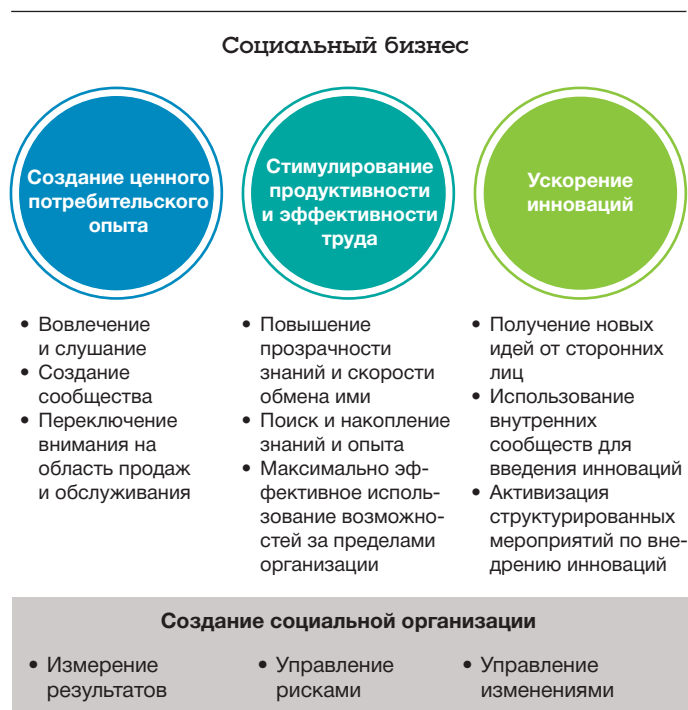 Социальный бизнес
Создание ценного
потребительского
опыта
Стимулирование
продуктивности
и эффективности
труда
Ускорение
инноваций
• Вовлечение
и слушание
• Создание
сообщества
• Переключение
внимания на
область продаж
и обслуживания
• Повышение
прозрачности
знаний и скорости
обмена ими
• Поиск и накопление
знаний и опыта
• Максимально эф-
фективное исполь-
зование возможно-
стей за пределами
организации
• Получение новых
идей от сторонних
лиц
• Использование
внутренних
сообществ для
введения инноваций
• Активизация
структурированных
мероприятий по вне-
дрению инноваций
Создание социальной организации
• Измерение
результатов
• Управление
рисками
• Управление
изменениями